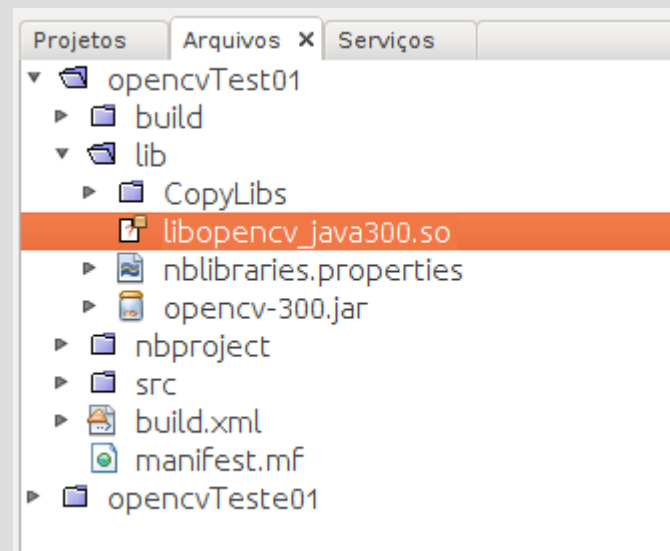 Projetos Arquivos Serviços
opencvTest01
build
lib
CopyLibs
libopencv_java300.so
nblibraries.properties
opencv-300.jar
nbproject
src
build.xml
manifest.mf
opencvTeste01